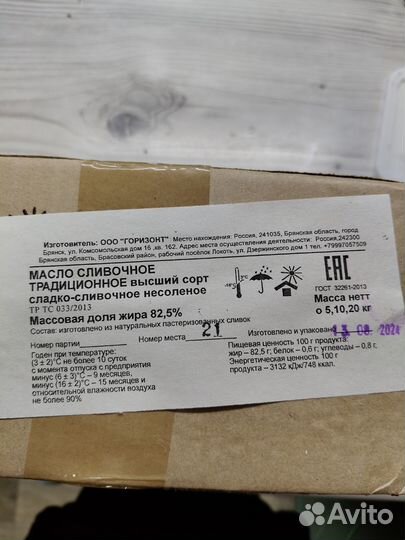 Изготовитель: ООО "ГОРИЗОНТ" Место нахождения: Россия, 241035, Брянская область, город
Брянск, ул. Комсомольская дом 16 ,кв. 162. Адрес места осуществления деятельности: Россия,242300
Брянская область, Брасовский район, рабочий посёлок Локоть, ул. Дзержинского дом 1 тел .+79997057509
МАСЛО СЛИВОЧНОЕ
ТРАДИЦИОННОЕ высший сорт
сладко-сливочное несоленое
ТР ТС 033/2013
Массовая доля жира 82,5%
Состав: изготовлено из натуральных пастеризованных сливок
Номер партии
Номер места 21
Годен при температуре:
(3 ± 2)°С не более 10 суток
с момента отпуска с предприятия
минус (6 ± 3)°С – 9 месяцев,
минус (16 ± 2)°С – 15 месяцев и
относительной влажности воздуха
не более 90%
EAC
ГОСТ 32261-2013
Масса нетт
о 5,10,20 кг
Изготовлено и упаковано 13 08 2024
Пищевая ценность 100 г продукта:
жир – 82,5 г; белок – 0,6 г; углеводы – 0,8 г.
Энергетическая ценность 100 г
продукта – 3132 кДж/748 ккал.
Avito